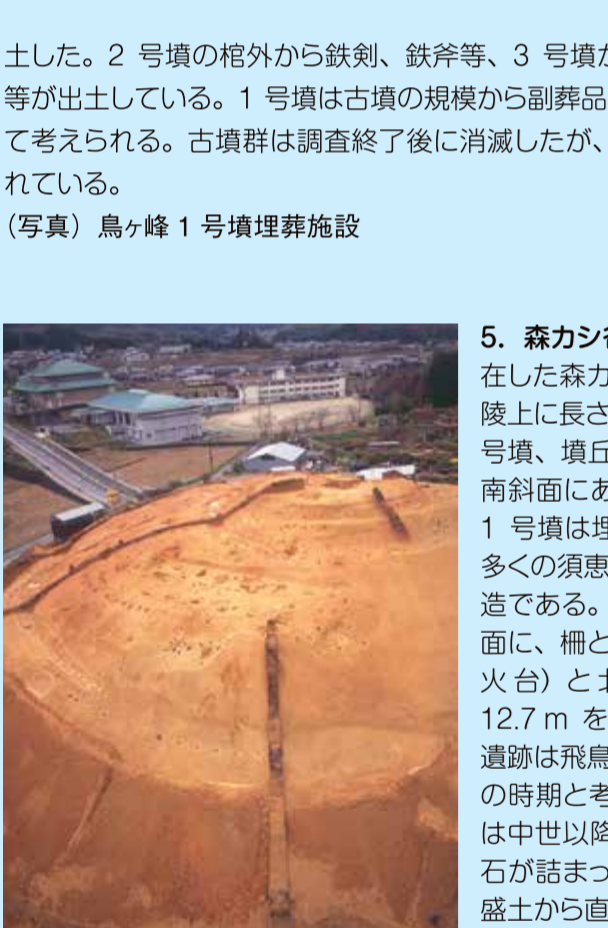 土した。2 号墳の棺外から鉄剣、鉄斧等、3 号墳か
等が出土している。1 号墳は古墳の規模から副葬品
て考えられる。古墳群は調査終了後に消滅したが、
れている。
（写真）鳥ヶ峰 1 号墳埋葬施設
5．森カシ谷
在した森カ
陵上に長さ
号墳、墳丘
南斜面にあ
1 号墳は埋
多くの須恵
造である。
面に、柵と
火台）と北
12.7 m を
遺跡は飛鳥
の時期と考
は中世以降
石が詰まっ
盛土から直